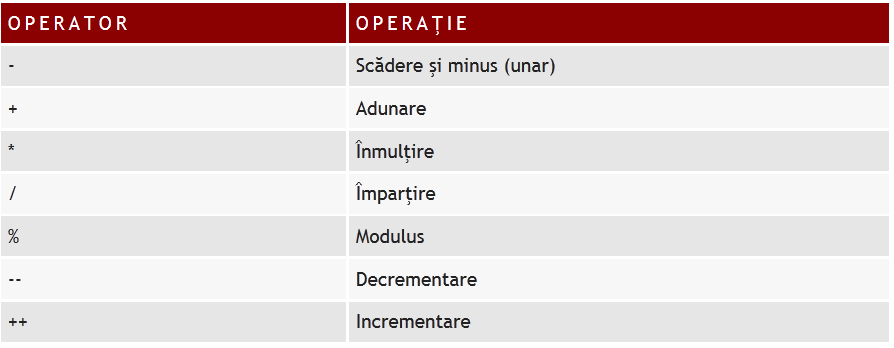 OPERATOR OPERAȚIE
- Scădere și minus (unar)
+ Adunare
* Înmulțire
/ Împarțire
% Modulus
-- Decrementare
++ Incrementare